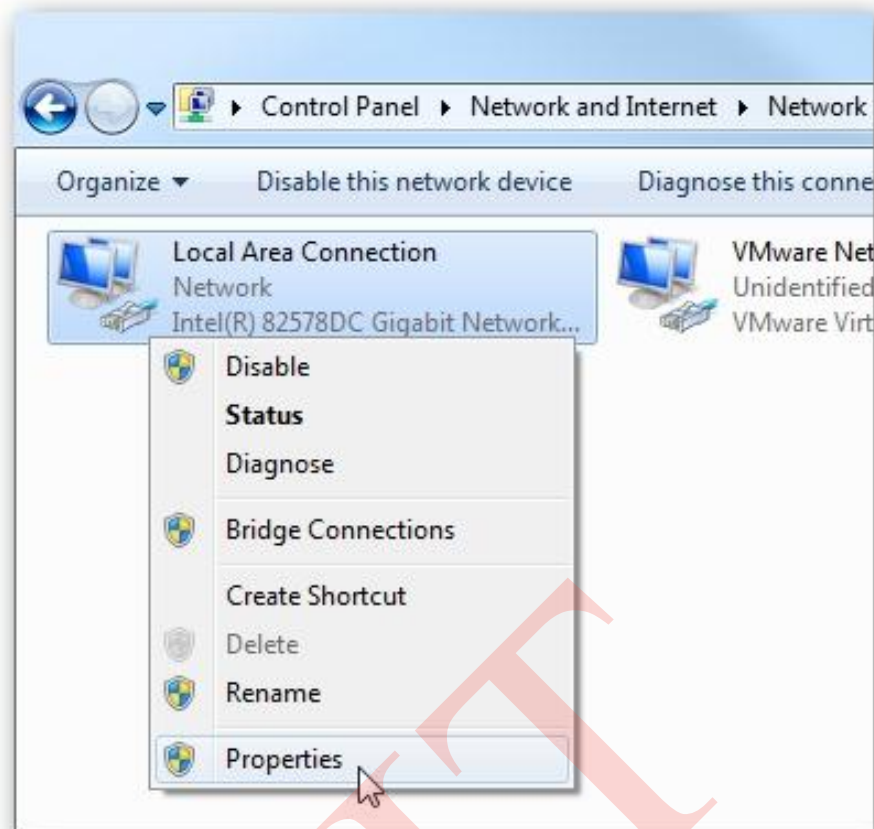 Control Panel Network and Internet Network
Organize Disable this network device Diagnose this conne
Local Area Connection
Network
Intel(R) 82578DC Gigabit Network...
VMware Net
Unidentified
VMware Virt
Disable
Status
Diagnose
Bridge Connections
Create Shortcut
Delete
Rename
Properties